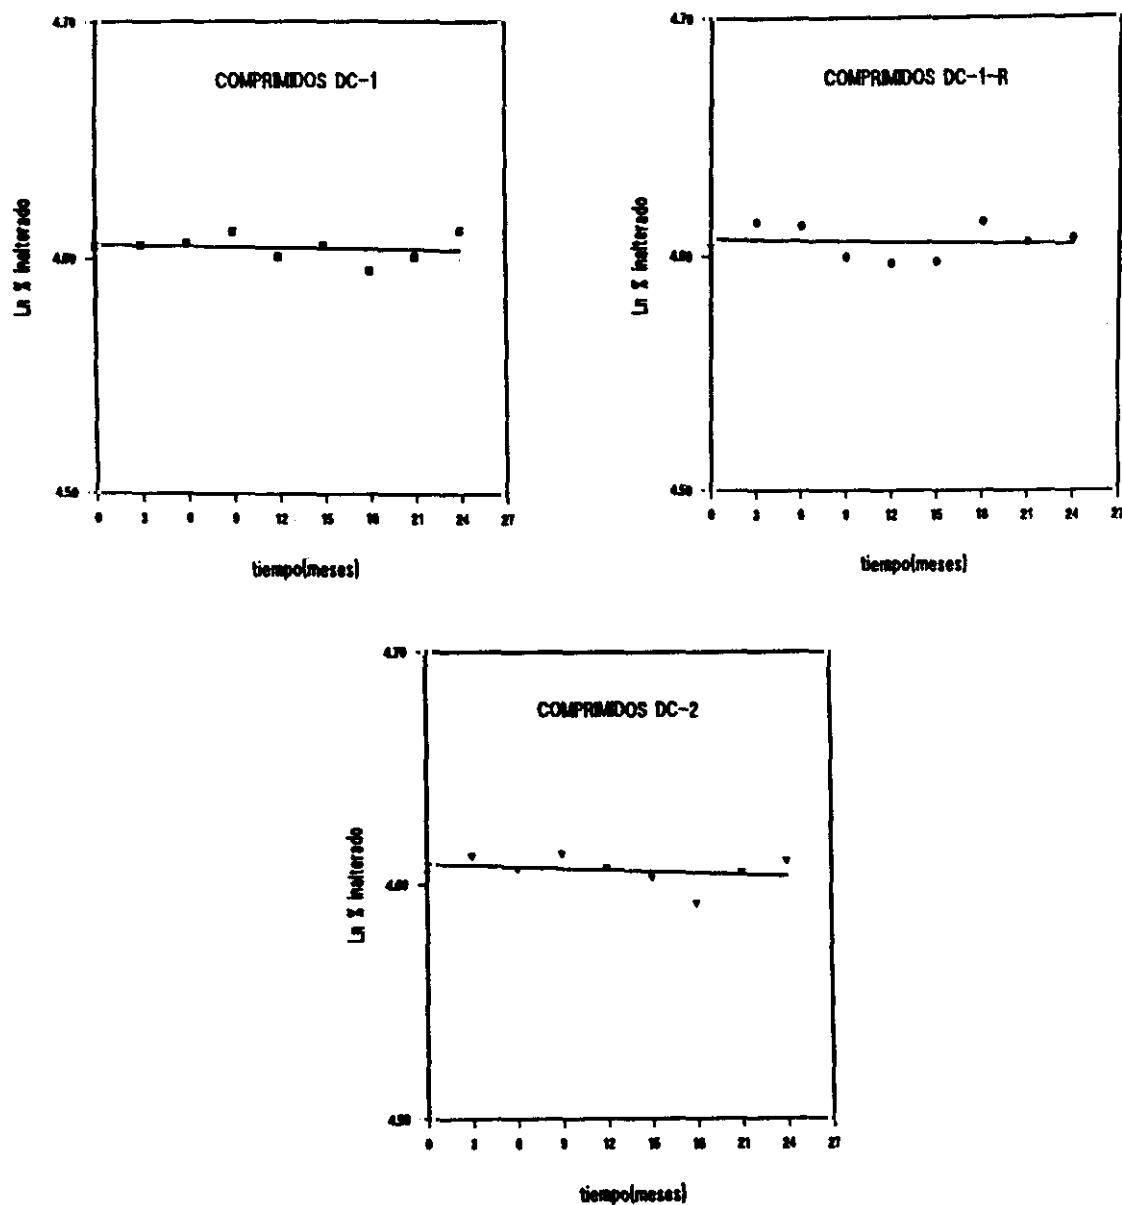 4.70
COMPRIMIDOS DC-1
Ln % inalterado
4.60
4.50
0 3 6 9 12 15 18 21 24 27
tiempo(meses)
4.70
COMPRIMIDOS DC-1-R
Ln % inalterado
4.60
4.50
0 3 6 9 12 15 18 21 24 27
tiempo(meses)
4.70
COMPRIMIDOS DC-2
Ln % inalterado
4.60
4.50
0 3 6 9 12 15 18 21 24 27
tiempo(meses)